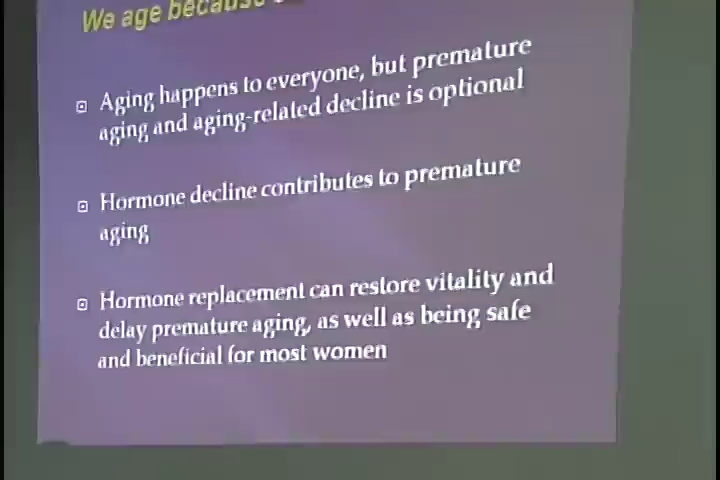 We age because
Aging happens to everyone, but premature
aging and aging-related decline is optional
Hormone decline contributes to premature
aging
Hormone replacement can restore vitality and
delay premature aging, as well as being safe
and beneficial for most women